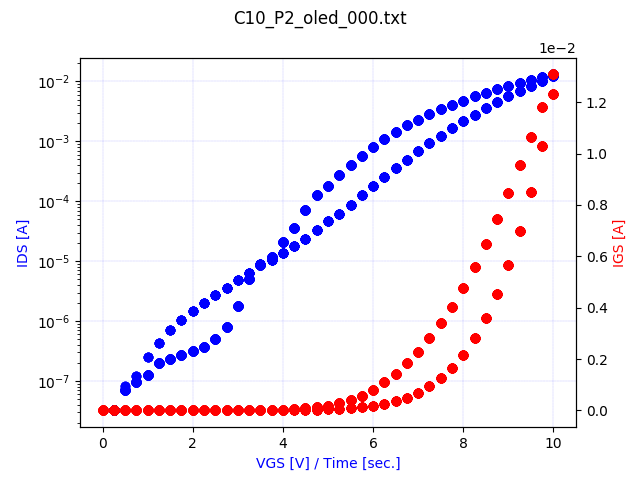 C10_P2_oled_000.txt
1e−2
10⁻²
10⁻³
10⁻⁴
10⁻⁵
10⁻⁶
10⁻⁷
IDS [A]
1.2
1.0
0.8
0.6
0.4
0.2
0.0
IGS [A]
0 2 4 6 8 10
VGS [V] / Time [sec.]